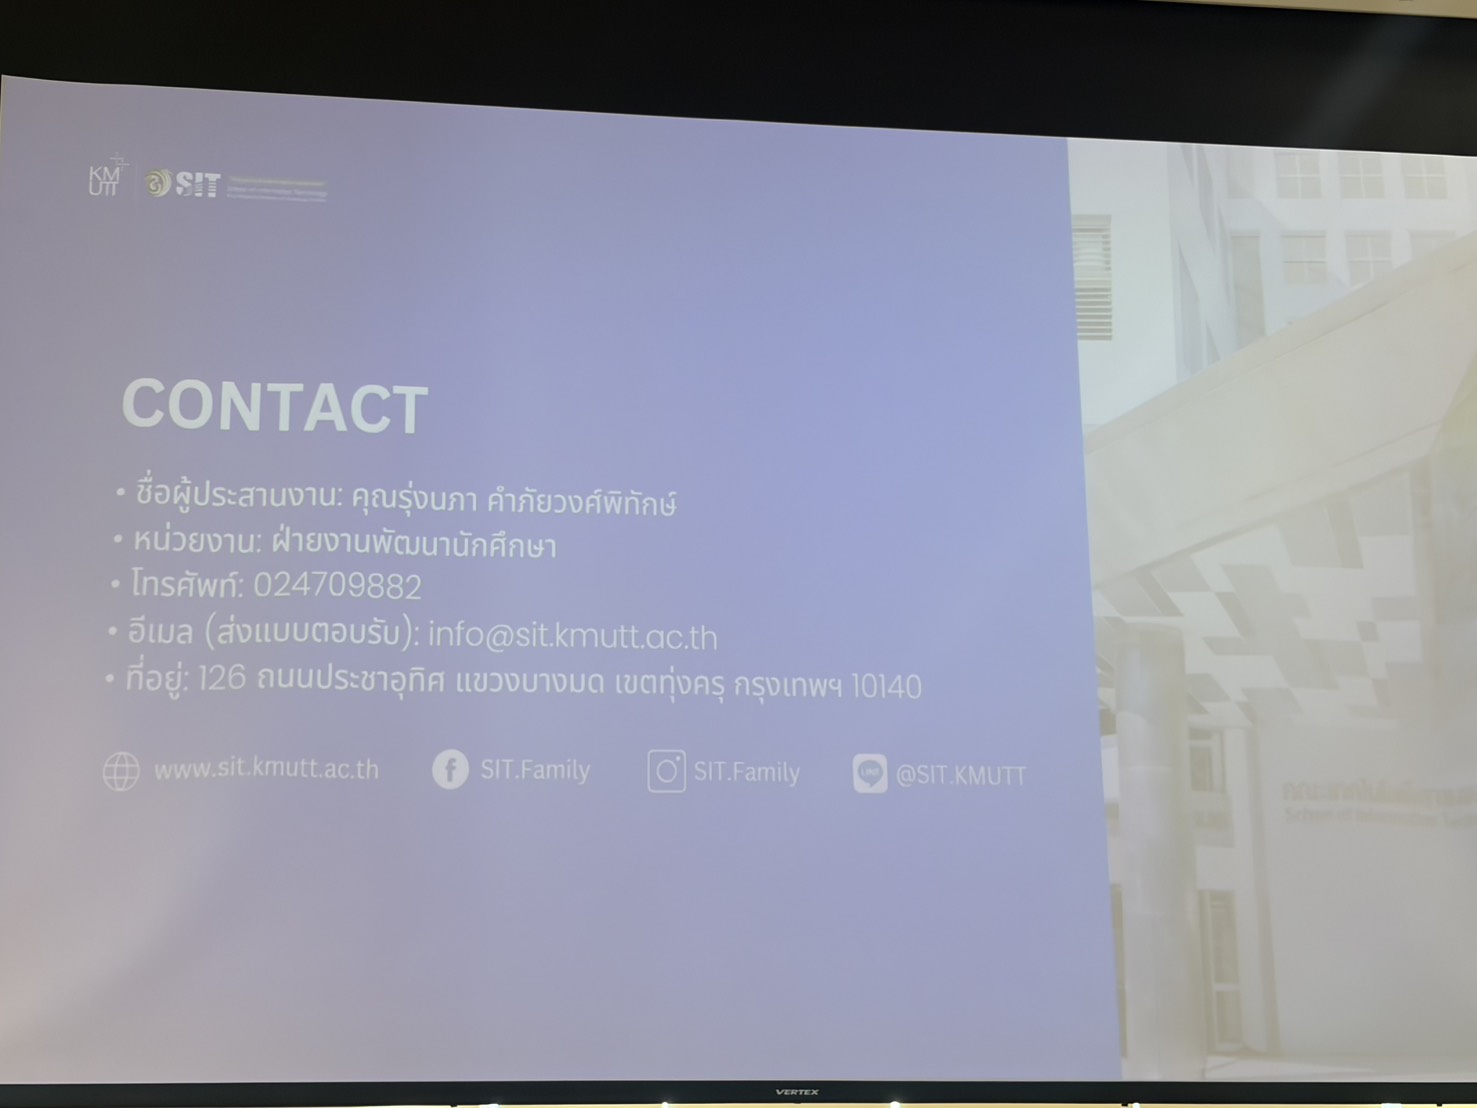 KM
UTT
SIT
CONTACT
• ชื่อผู้ประสานงาน: คุณรุ่งนภา คำภัยวงศ์พิทักษ์
• หน่วยงาน: ฝ่ายงานพัฒนานักศึกษา
• โทรศัพท์: 024709882
• อีเมล (ส่งแบบตอบรับ): info@sit.kmutt.ac.th
• ที่อยู่: 126 ถนนประชาอุทิศ แขวงบางมด เขตทุ่งครุ กรุงเทพฯ 10140
www.sit.kmutt.ac.th SIT.Family SIT.Family LINE @SIT.KMUTT
School of Information
VERTEX